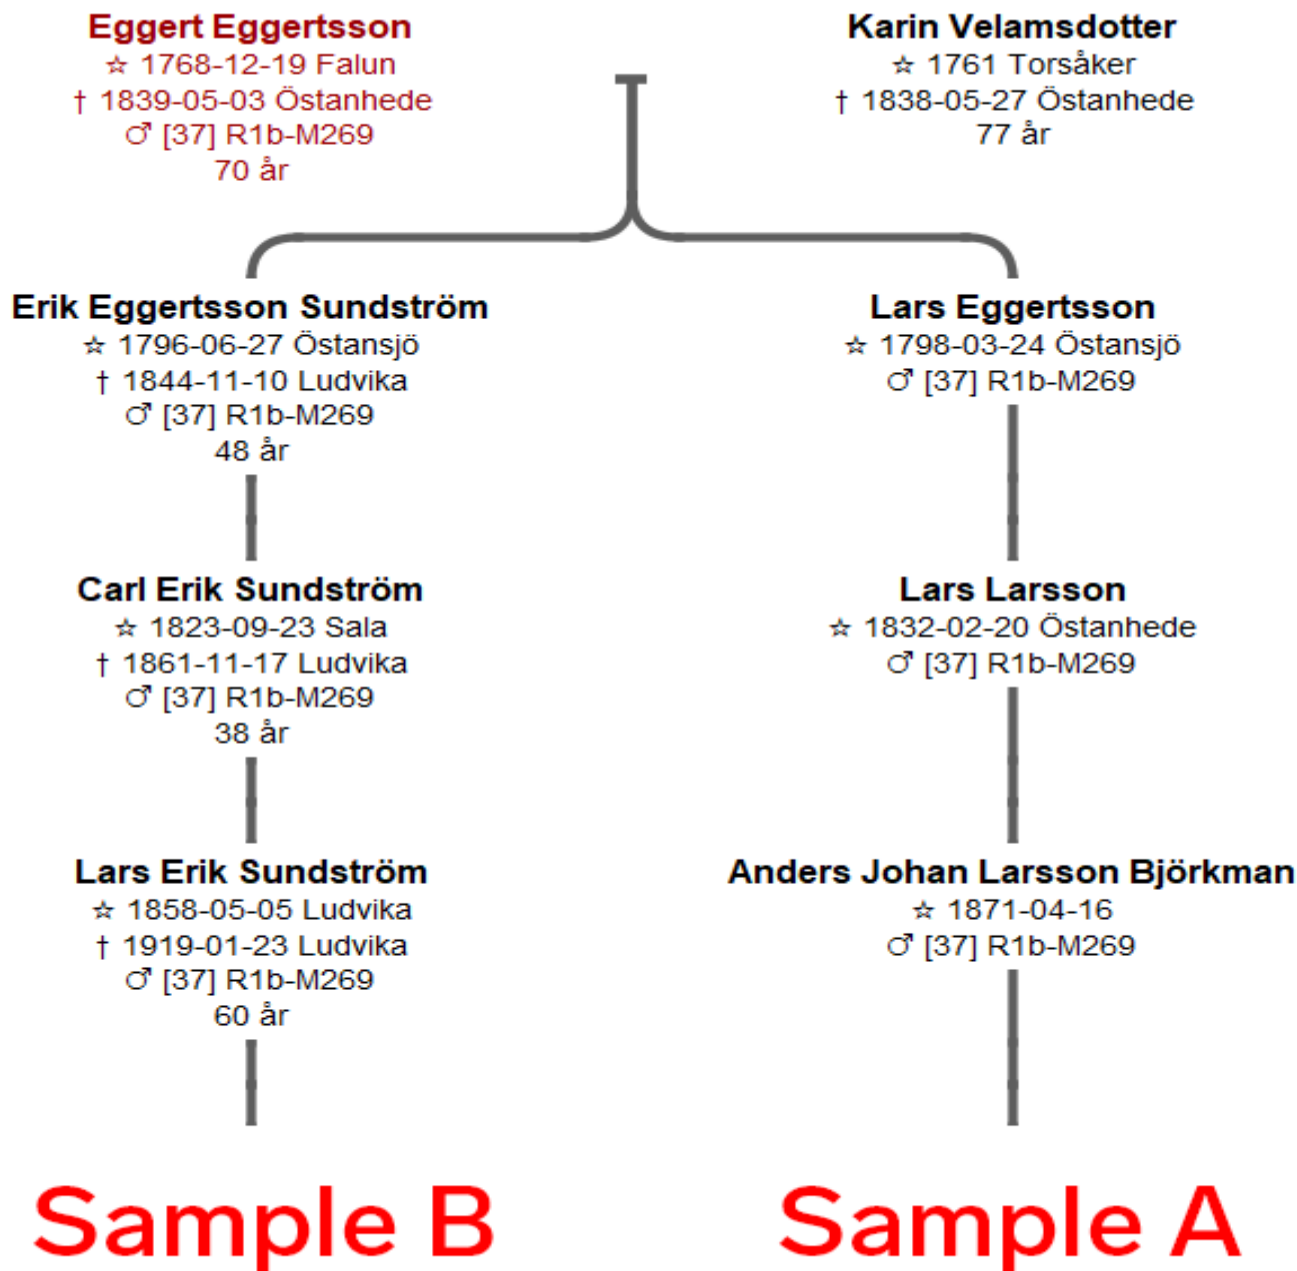 Eggert Eggertsson
☆ 1768-12-19 Falun
† 1839-05-03 Östanhede
♂ [37] R1b-M269
70 år
Karin Velamsdotter
☆ 1761 Torsåker
† 1838-05-27 Östanhede
77 år
Erik Eggertsson Sundström
☆ 1796-06-27 Östansjö
† 1844-11-10 Ludvika
♂ [37] R1b-M269
48 år
Lars Eggertsson
☆ 1798-03-24 Östansjö
♂ [37] R1b-M269
Carl Erik Sundström
☆ 1823-09-23 Sala
† 1861-11-17 Ludvika
♂ [37] R1b-M269
38 år
Lars Larsson
☆ 1832-02-20 Östanhede
♂ [37] R1b-M269
Lars Erik Sundström
☆ 1858-05-05 Ludvika
† 1919-01-23 Ludvika
♂ [37] R1b-M269
60 år
Anders Johan Larsson Björkman
☆ 1871-04-16
♂ [37] R1b-M269
Sample B
Sample A